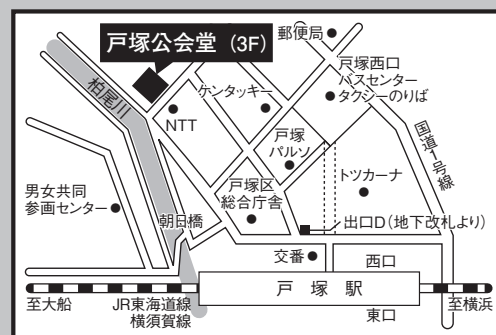 戸塚公会堂（3F）
郵便局
柏尾川
戸塚西口
バスセンター
タクシーのりば
ケンタッキー
NTT
国道1号線
戸塚
パルソ
トツカーナ
男女共同
参画センター
戸塚区
総合庁舎
朝日橋
出口D（地下改札より）
交番
西口
戸塚駅
至大船
JR東海道線
横須賀線
東口
至横浜